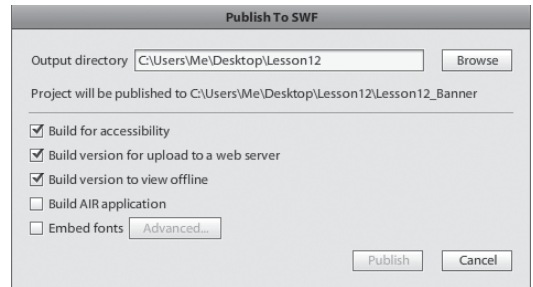 Publish To SWF
Output directory C:\Users\Me\Desktop\Lesson12 Browse
Project will be published to C:\Users\Me\Desktop\Lesson12\Lesson12_Banner
Build for accessibility
Build version for upload to a web server
Build version to view offline
Build AIR application
Embed fonts Advanced...
Publish Cancel